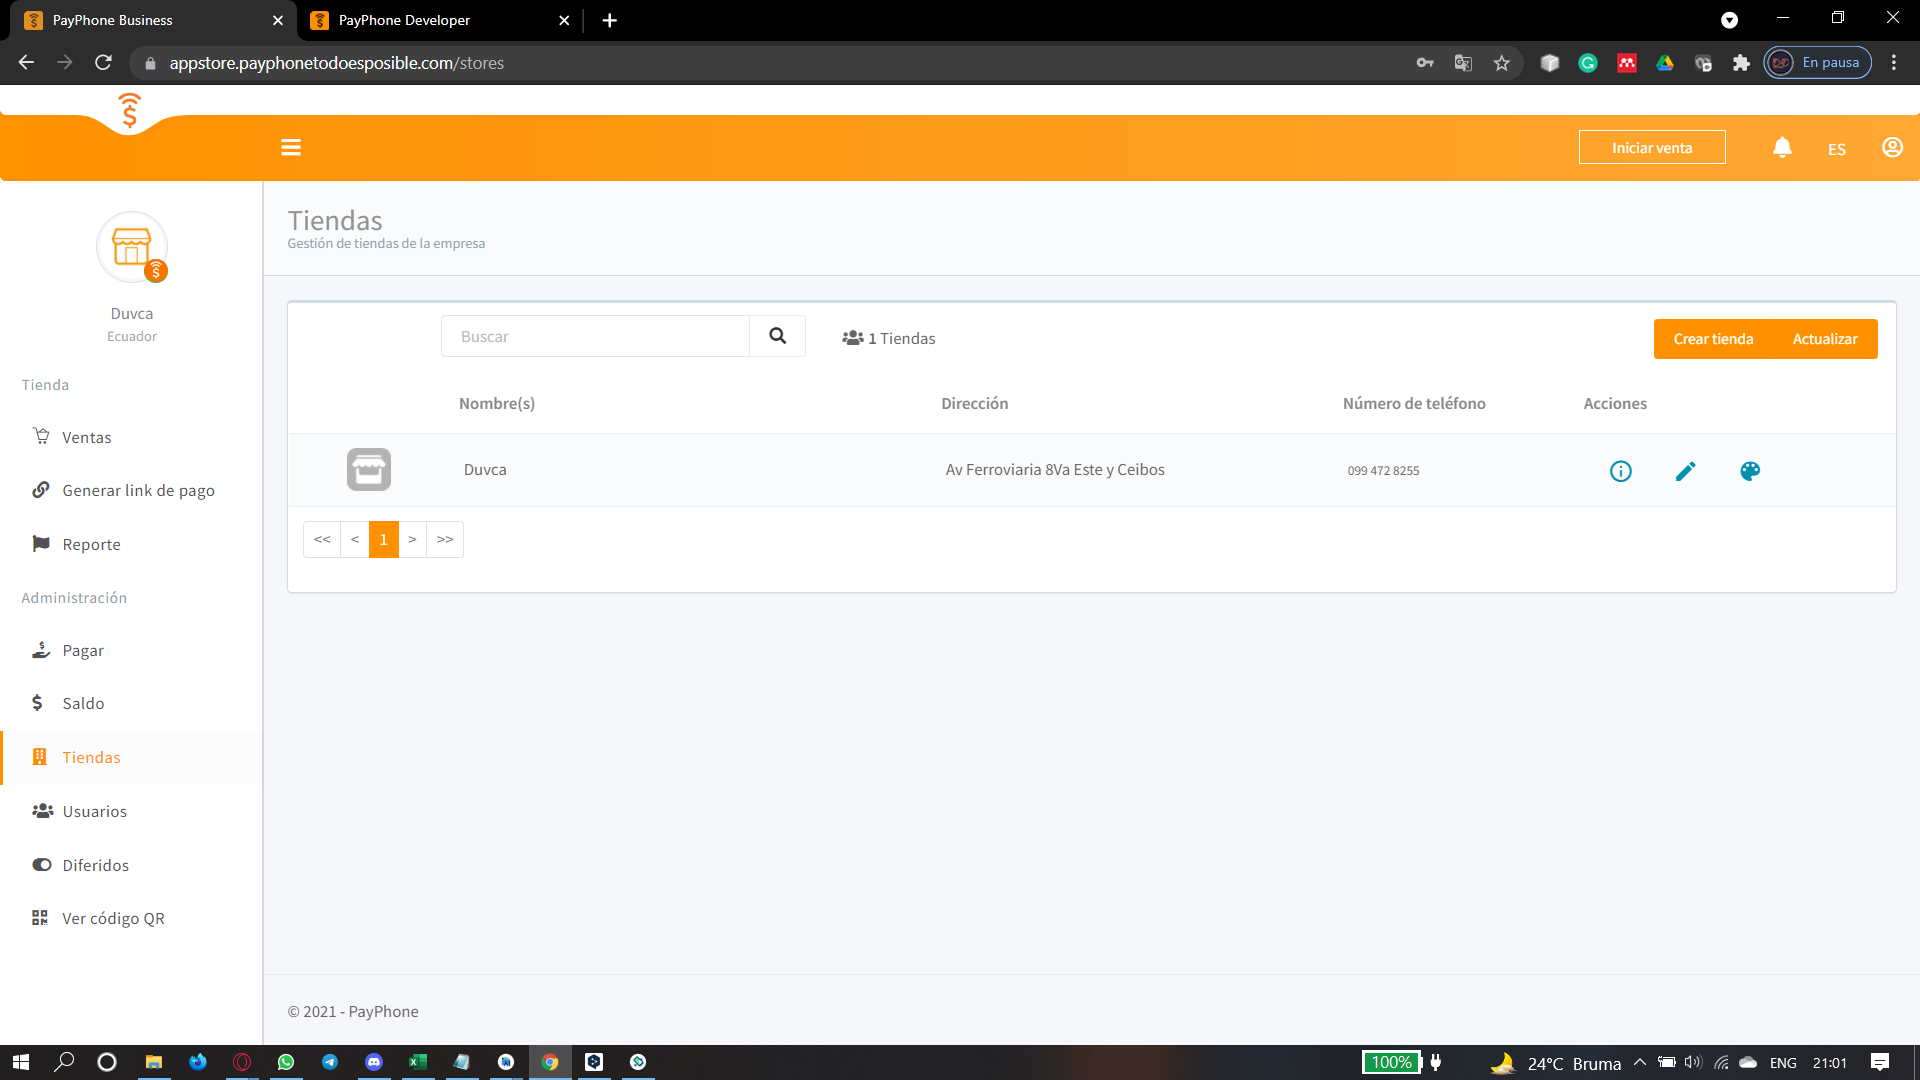 PayPhone Business
PayPhone Developer
appstore.payphonetodoesposible.com/stores
En pausa
Iniciar venta
ES
Duvca
Ecuador
Tienda
Ventas
Generar link de pago
Reporte
Administración
Pagar
Saldo
Tiendas
Usuarios
Diferidos
Ver código QR
Tiendas
Gestión de tiendas de la empresa
Buscar
1 Tiendas
Crear tienda
Actualizar
Nombre(s) Dirección Número de teléfono Acciones
Duvca Av Ferroviaria 8Va Este y Ceibos 099 472 8255
<< < 1 > >>
© 2021 - PayPhone
100% 24°C Bruma ENG 21:01